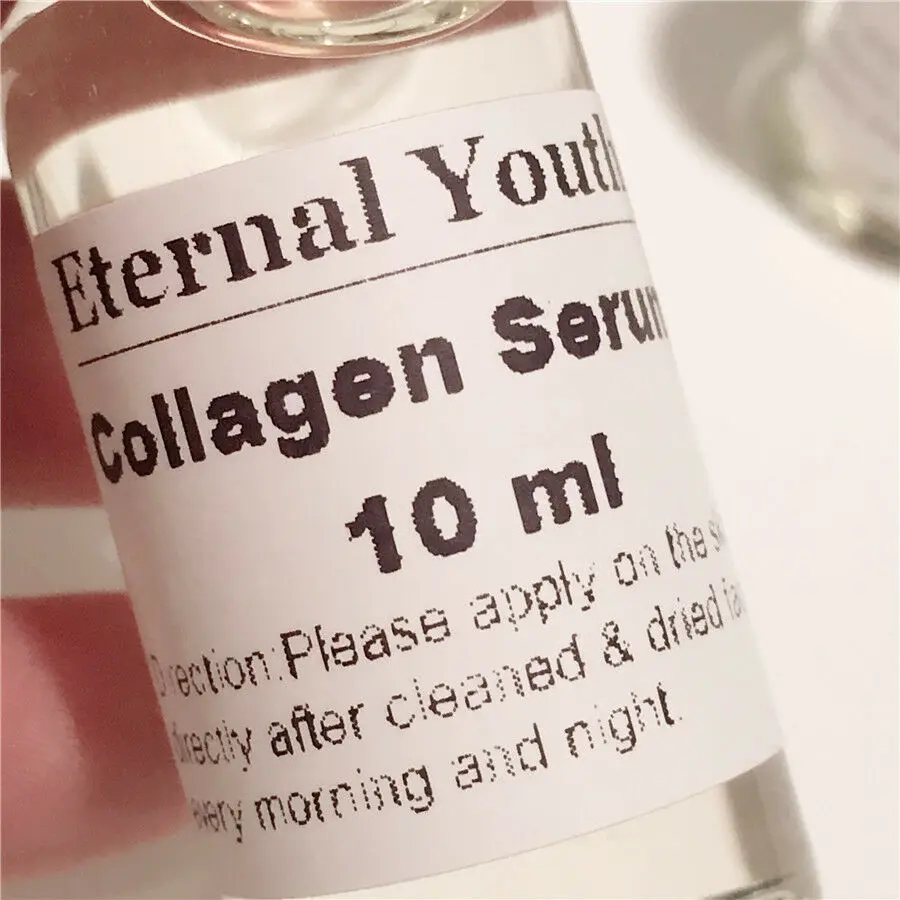 Eternal Youth
Collagen Serum
10 ml
Direction:Please apply on the
directly after cleaned & dried
every morning and night.